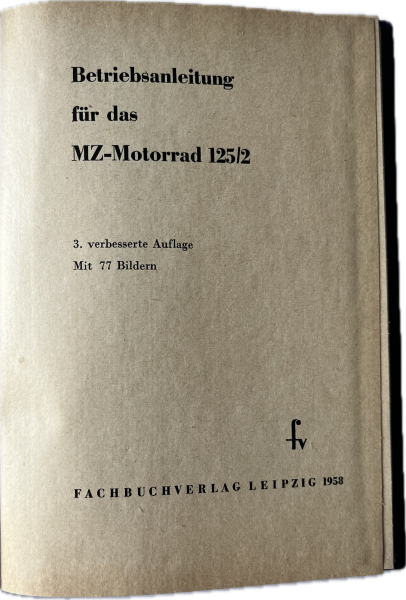 Betriebsanleitung
für das
MZ-Motorrad 125/2
3. verbesserte Auflage
Mit 77 Bildern
fv
FACHBUCHVERLAG LEIPZIG 1958